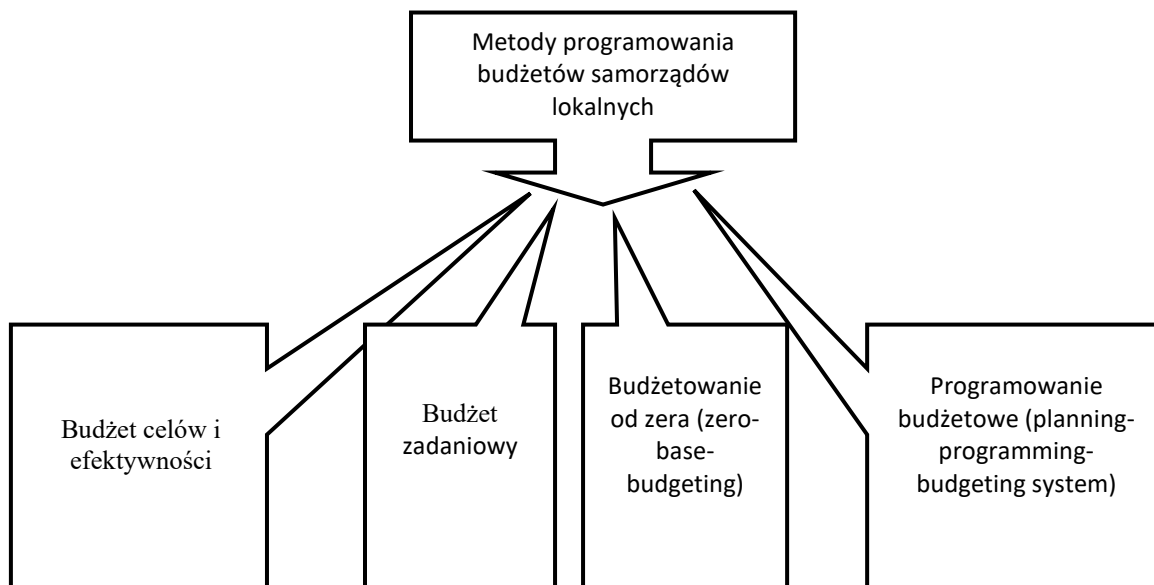 Metody programowania
budżetów samorządów
lokalnych
Budżet celów i
efektywności
Budżet
zadaniowy
Budżetowanie
od zera (zero-
base-
budgeting)
Programowanie
budżetowe (planning-
programming-
budgeting system)